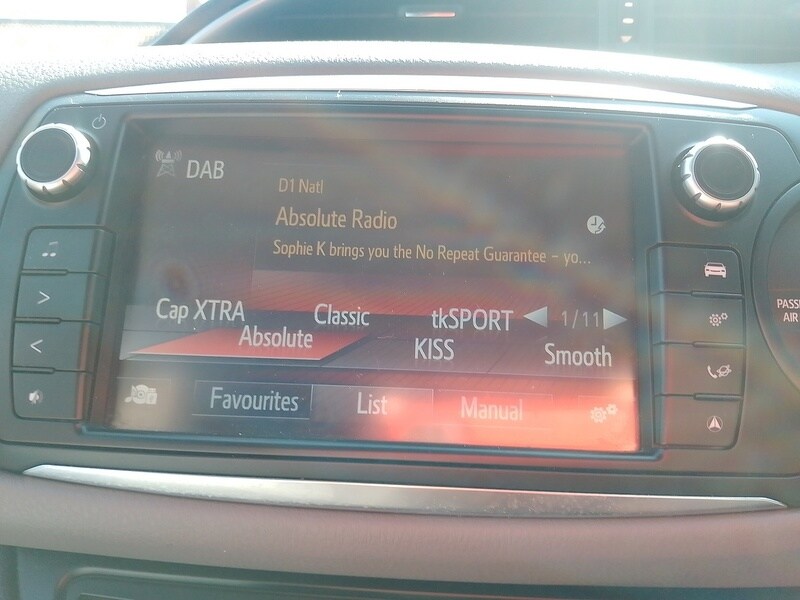 DAB
D1 Natl
Absolute Radio
Sophie K brings you the No Repeat Guarantee – yo...
Cap XTRA Classic tkSPORT 1/11
Absolute KISS Smooth
Favourites List Manual
PASSE
AIR